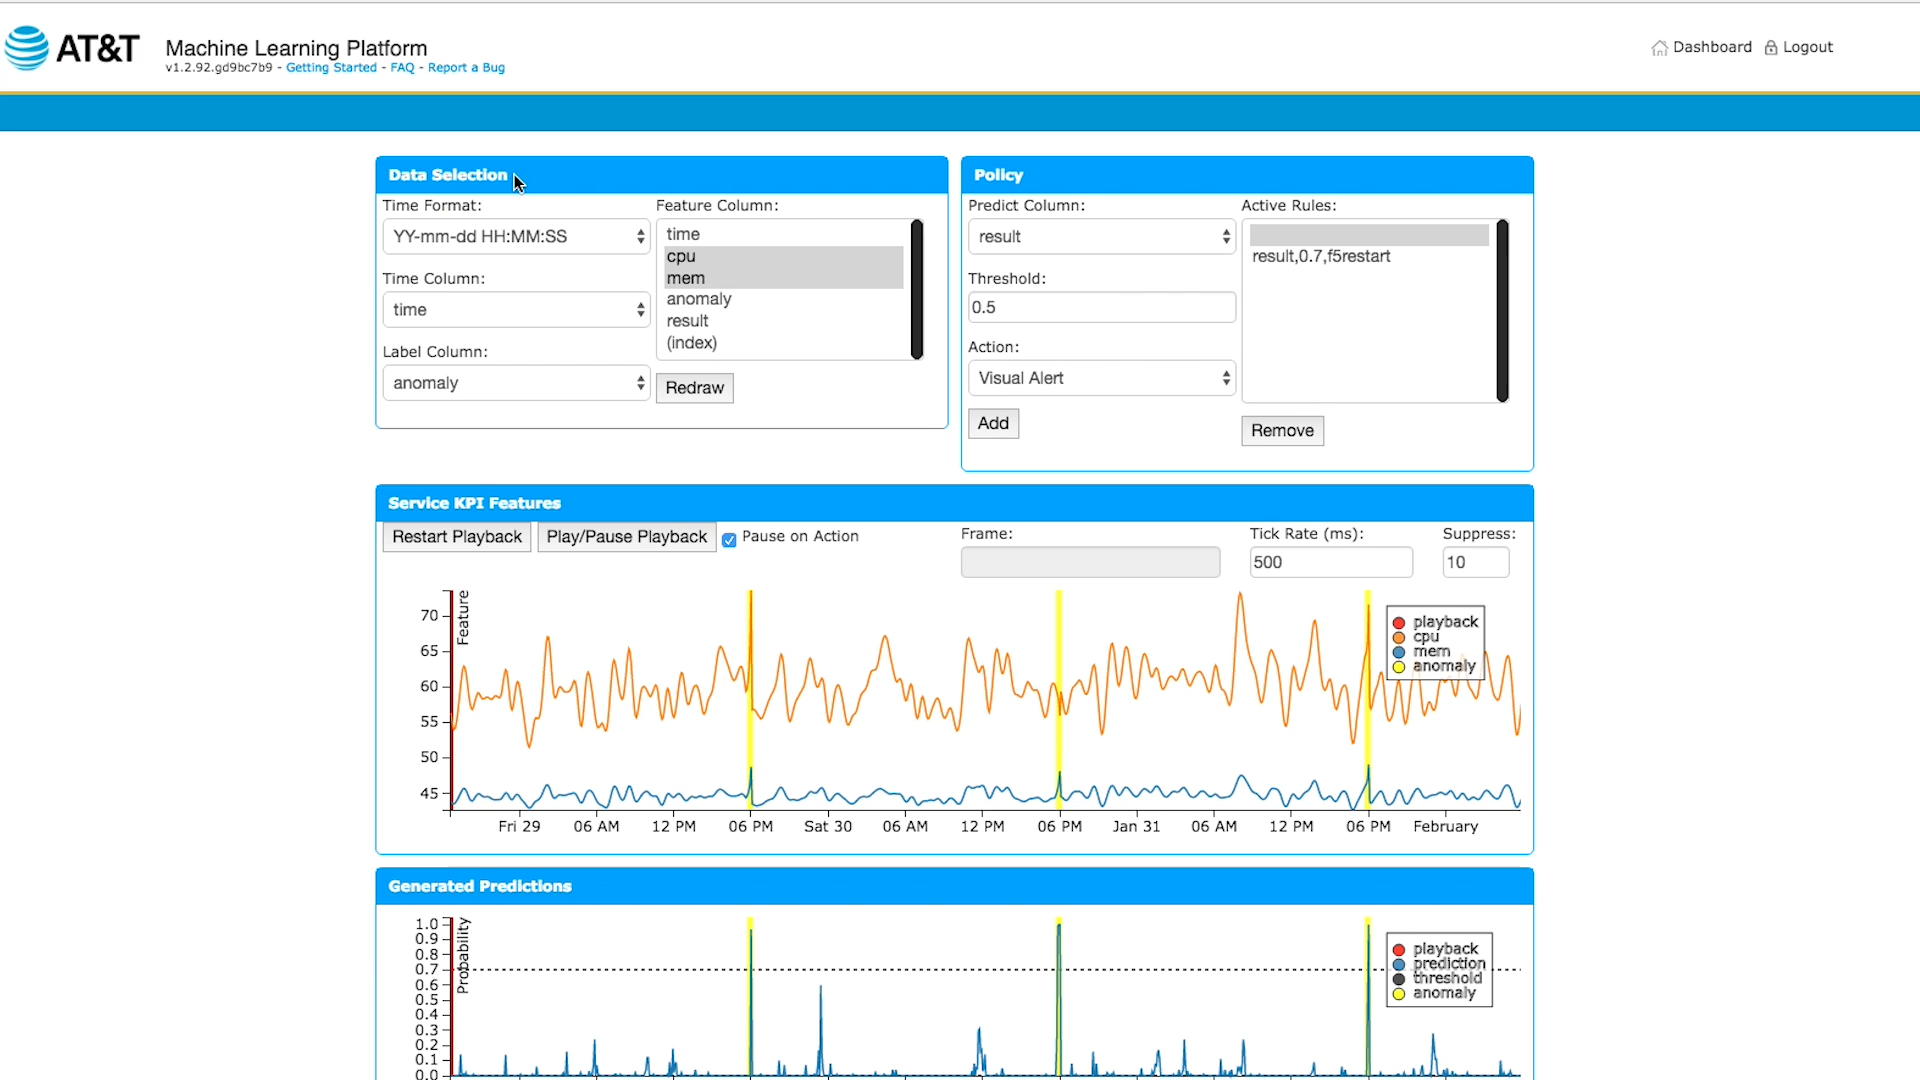 AT&T
Machine Learning Platform
v1.2.92.gd9bc7b9 - Getting Started - FAQ - Report a Bug
Dashboard
Logout
Data Selection
Time Format:
YY-mm-dd HH:MM:SS
Time Column:
time
Label Column:
anomaly
Feature Column:
time
cpu
mem
anomaly
result
(index)
Redraw
Policy
Predict Column:
result
Threshold:
0.5
Action:
Visual Alert
Add
Active Rules:
result,0.7,f5restart
Remove
Service KPI Features
Restart Playback
Play/Pause Playback
Pause on Action
Frame:
Tick Rate (ms):
500
Suppress:
10
Feature
70
65
60
55
50
45
playback
cpu
mem
anomaly
Fri 29
06 AM
12 PM
06 PM
Sat 30
06 AM
12 PM
06 PM
Jan 31
06 AM
12 PM
06 PM
February
Generated Predictions
Probability
1.0
0.9
0.8
0.7
0.6
0.5
0.4
0.3
0.2
0.1
0.0
playback
prediction
threshold
anomaly